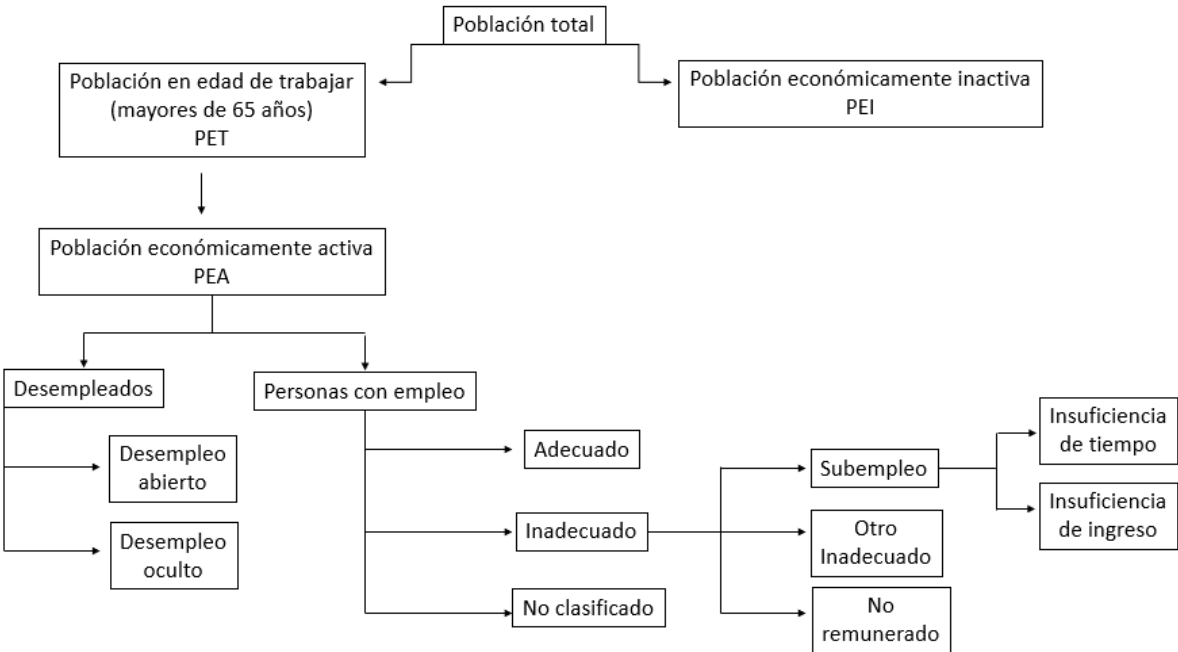 Población total
Población en edad de trabajar
(mayores de 65 años)
PET
Población económicamente inactiva
PEI
Población económicamente activa
PEA
Desempleados
Personas con empleo
Desempleo
abierto
Desempleo
oculto
Adecuado
Inadecuado
No clasificado
Subempleo
Otro
Inadecuado
No
remunerado
Insuficiencia
de tiempo
Insuficiencia
de ingreso